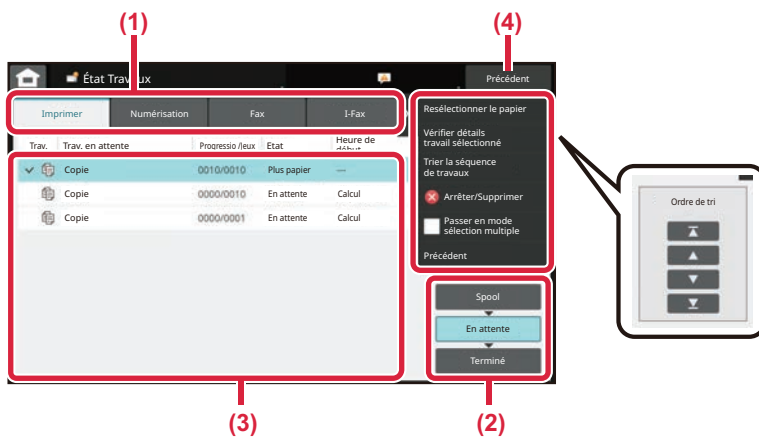 (1)
(4)
État Travaux
Précédent
Imprimer
Numérisation
Fax
I-Fax
Trav.
Trav. en attente
Progressio /Jeux
Etat
Heure de
début
Copie
0010/0010
Plus papier
---
Copie
0000/0010
En attente
Calcul
Copie
0000/0001
En attente
Calcul
Resélectionner le papier
Vérifier détails
travail sélectionné
Trier la séquence
de travaux
Arrêter/Supprimer
Passer en mode
sélection multiple
Précédent
Spool
En attente
Terminé
Ordre de tri
(3)
(2)